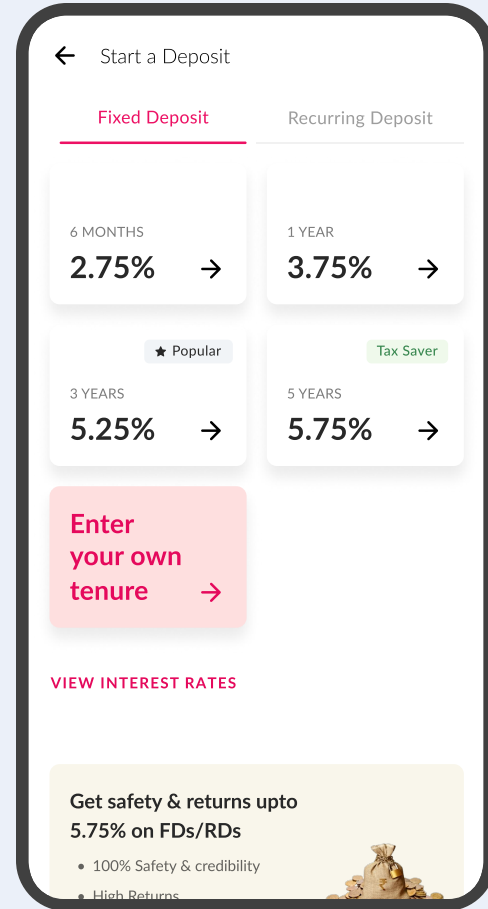 Start a Deposit
Fixed Deposit
Recurring Deposit
6 MONTHS
2.75%
1 YEAR
3.75%
Popular
3 YEARS
5.25%
Tax Saver
5 YEARS
5.75%
Enter
your own
tenure
VIEW INTEREST RATES
Get safety & returns upto
5.75% on FDs/RDs
• 100% Safety & credibility
• High Returns